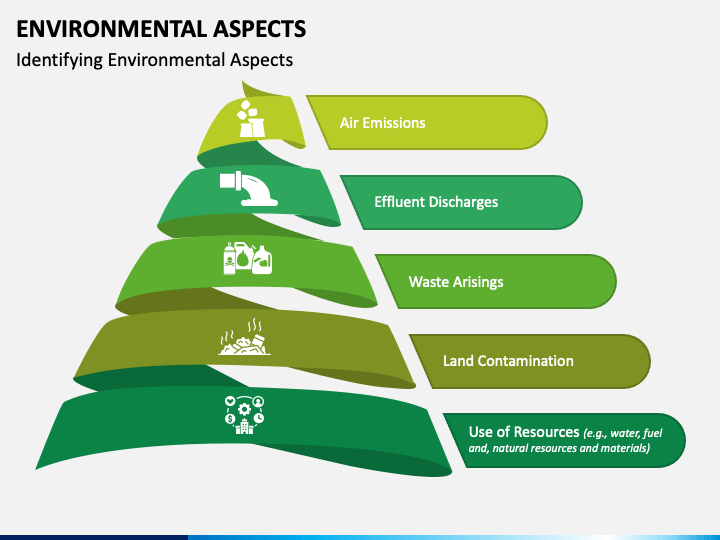 ENVIRONMENTAL ASPECTS
Identifying Environmental Aspects
Air Emissions
Effluent Discharges
Waste Arisings
Land Contamination
Use of Resources (e.g., water, fuel
and, natural resources and materials)
$